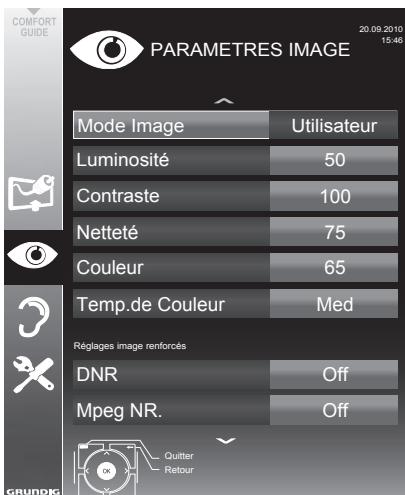 COMFORT
GUIDE
PARAMETRES IMAGE
20.09.2010
15:46
Mode Image Utilisateur
Luminosité 50
Contraste 100
Netteté 75
Couleur 65
Temp.de Couleur Med
Réglages image renforcés
DNR Off
Mpeg NR. Off
Quitter
OK
Retour
GRUNDIG